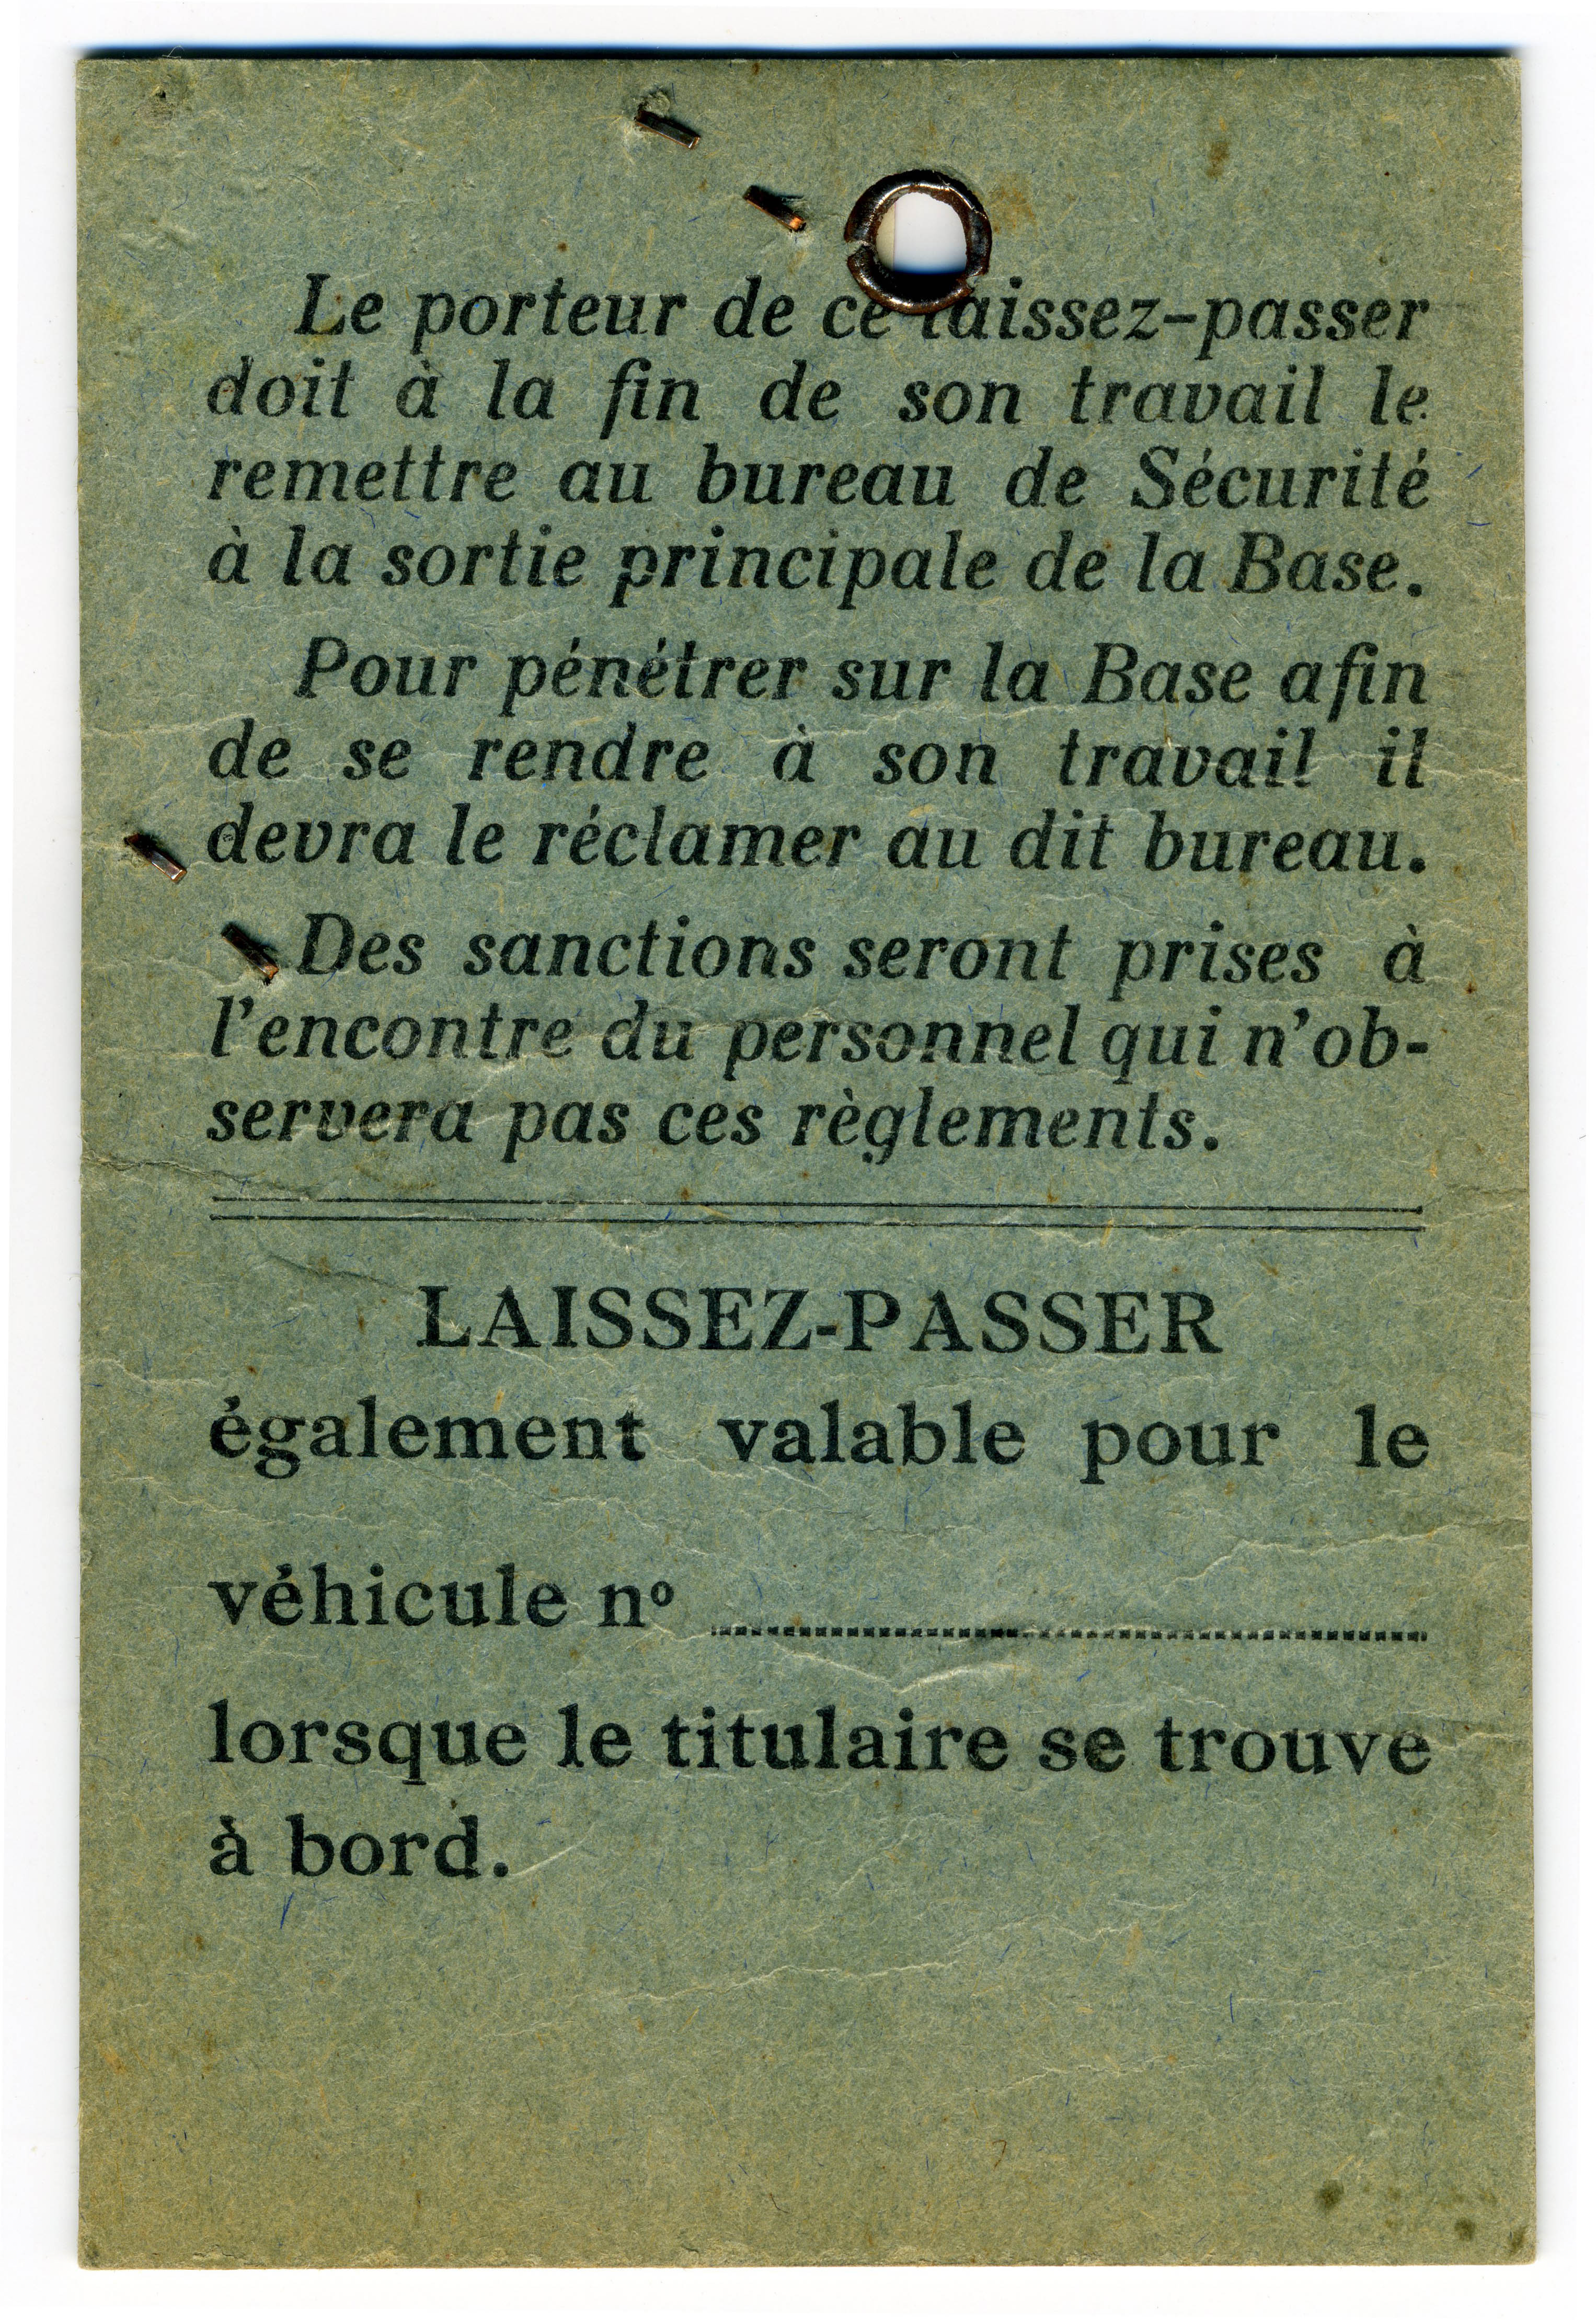 Le porteur de ce laissez-passer
doit à la fin de son travail le
remettre au bureau de Sécurité
à la sortie principale de la Base.
Pour pénétrer sur la Base afin
de se rendre à son travail il
devra le réclamer au dit bureau.
Des sanctions seront prises à
l'encontre du personnel qui n'ob-
servera pas ces règlements.
LAISSEZ-PASSER
également valable pour le
véhicule nº ................
lorsque le titulaire se trouve
à bord.